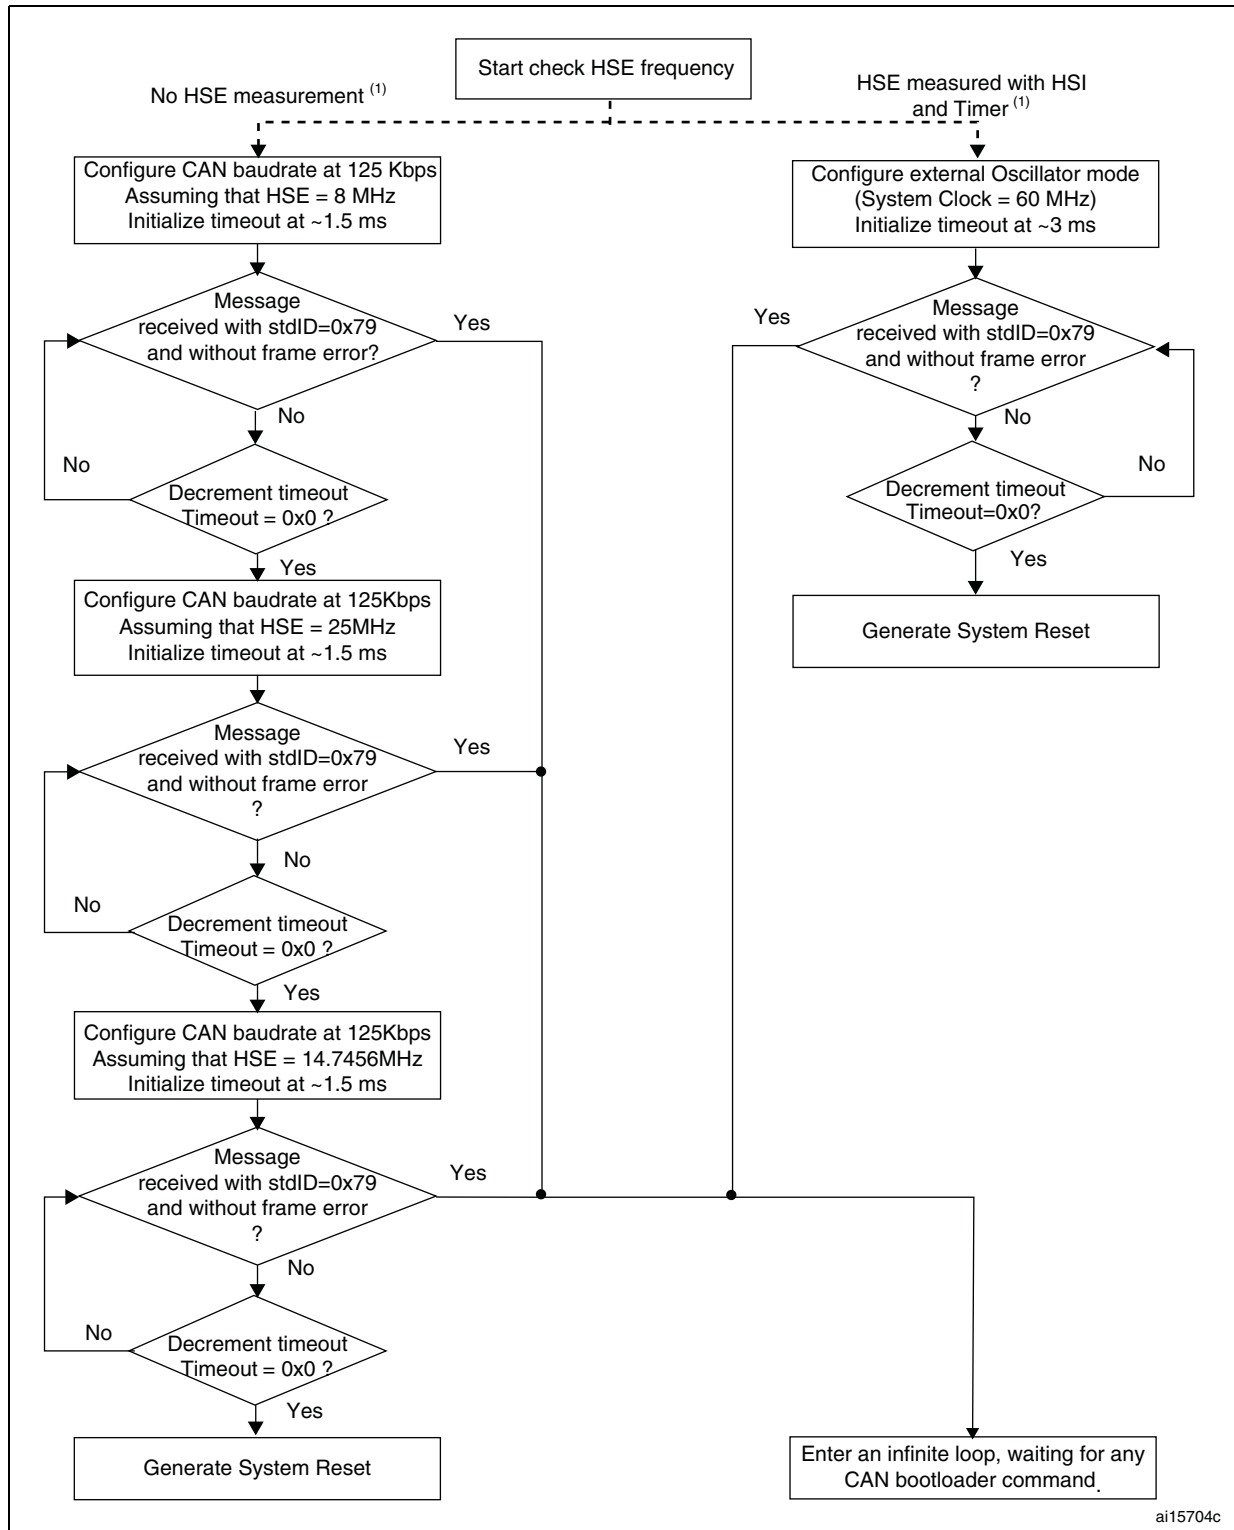 Start check HSE frequency
No HSE measurement (1)
HSE measured with HSI
and Timer (1)
Configure CAN baudrate at 125 Kbps
Assuming that HSE = 8 MHz
Initialize timeout at ~1.5 ms
Configure external Oscillator mode
(System Clock = 60 MHz)
Initialize timeout at ~3 ms
Message
received with stdID=0x79
and without frame error?
Yes
No
Decrement timeout
Timeout = 0x0 ?
No
Yes
Yes
Message
received with stdID=0x79
and without frame error
?
No
Decrement timeout
Timeout=0x0?
No
Yes
Generate System Reset
Configure CAN baudrate at 125Kbps
Assuming that HSE = 25MHz
Initialize timeout at ~1.5 ms
Message
received with stdID=0x79
and without frame error
?
Yes
No
Decrement timeout
Timeout = 0x0 ?
No
Yes
Configure CAN baudrate at 125Kbps
Assuming that HSE = 14.7456MHz
Initialize timeout at ~1.5 ms
Message
received with stdID=0x79
and without frame error
?
Yes
No
Decrement timeout
Timeout = 0x0 ?
No
Yes
Generate System Reset
Enter an infinite loop, waiting for any
CAN bootloader command.
ai15704c